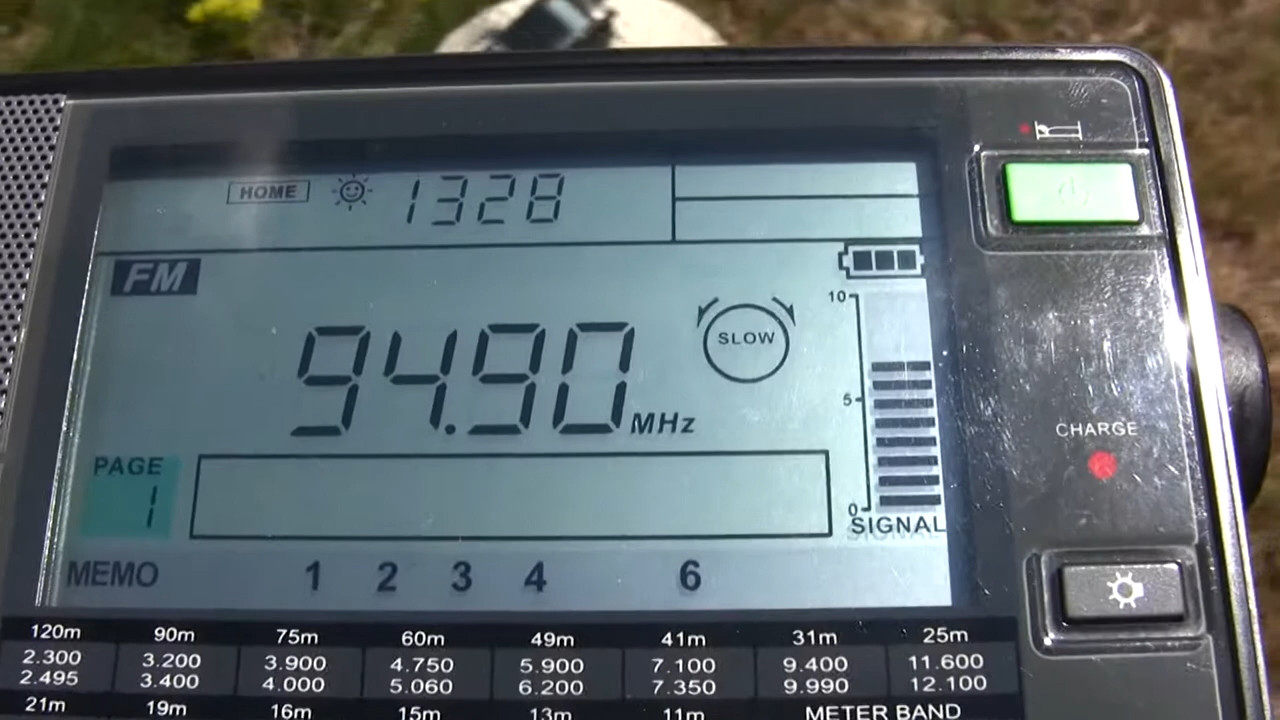 HOME 1328
FM
94.90 MHz
SLOW
10
5
0
SIGNAL
CHARGE
PAGE
1
MEMO 1 2 3 4 6
120m 90m 75m 60m 49m 41m 31m 25m
2.300 3.200 3.900 4.750 5.900 7.100 9.400 11.600
2.495 3.400 4.000 5.060 6.200 7.350 9.990 12.100
21m 19m 16m 15m 13m 11m METER BAND